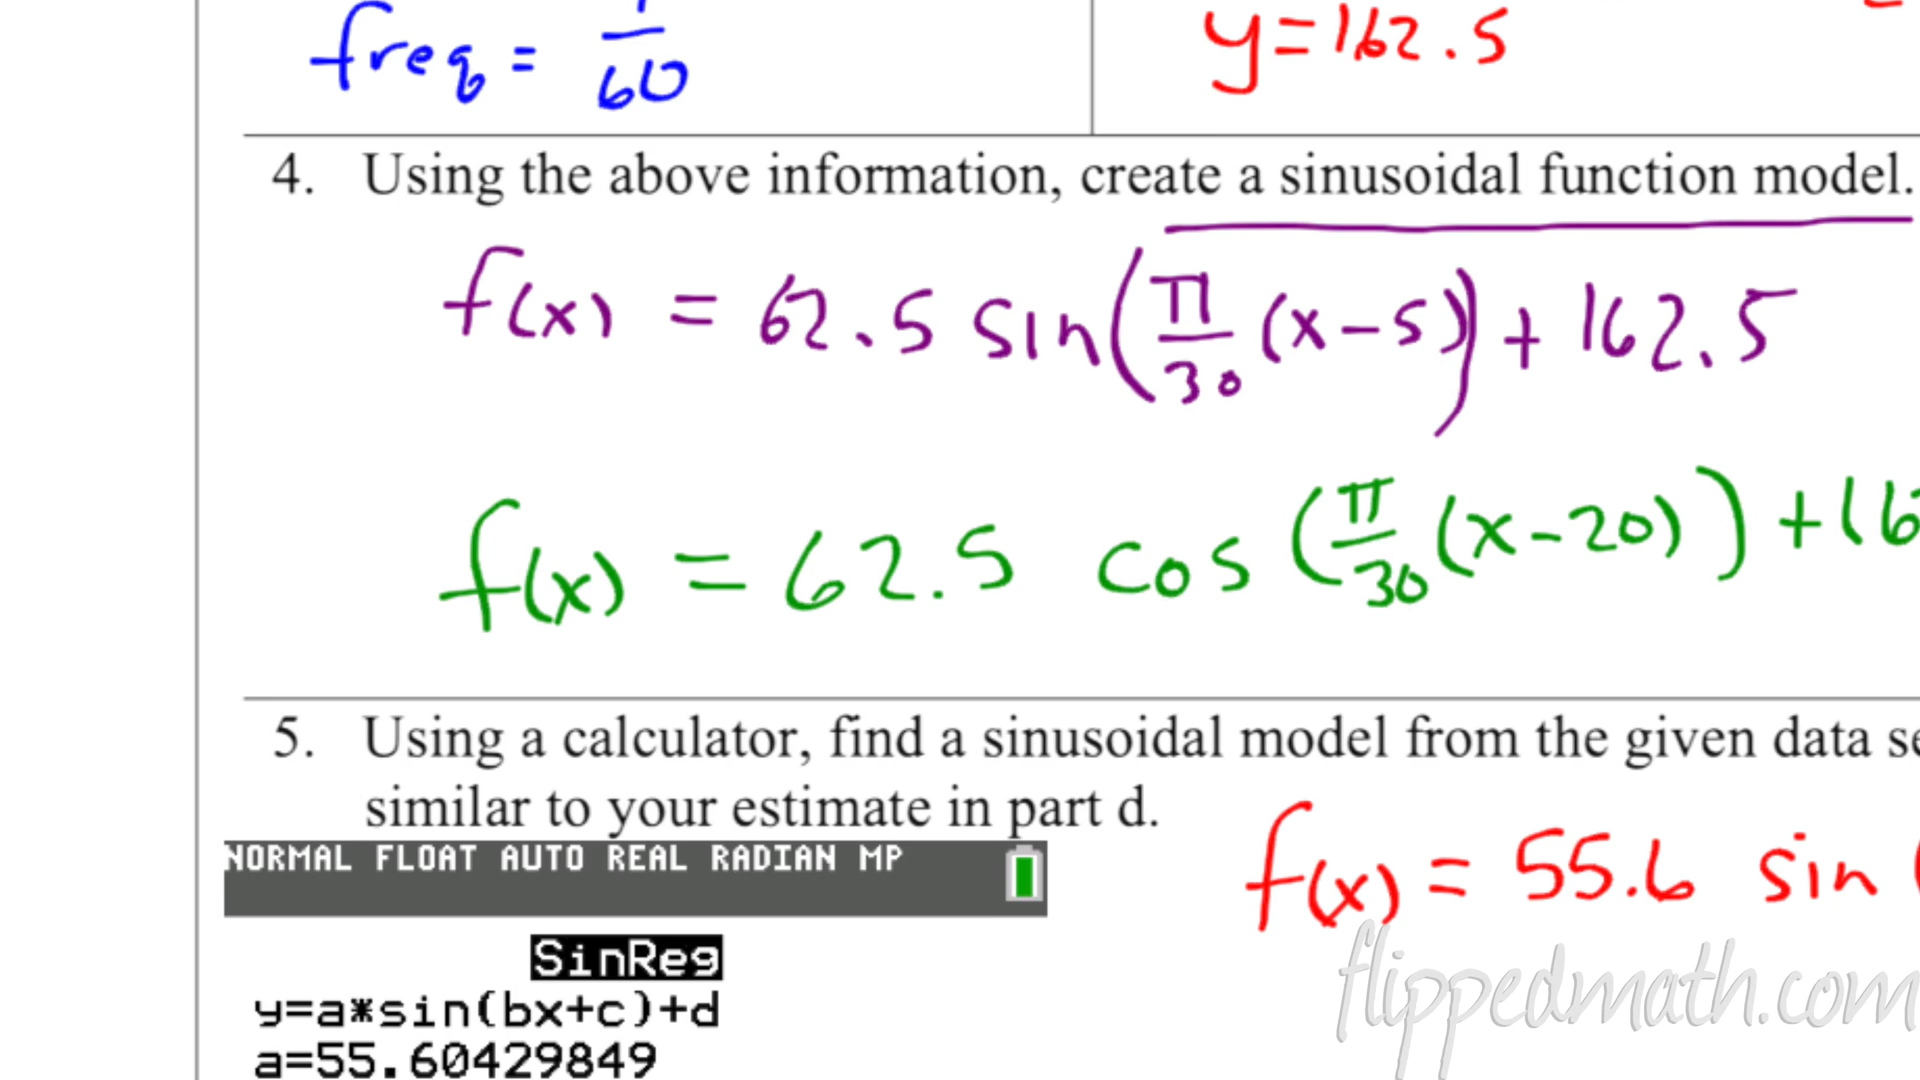 freq = 1/60
y=162.5
4. Using the above information, create a sinusoidal function model.
f(x) = 62.5 sin(π/30 (x-5)) + 162.5
f(x) = 62.5 cos (π/30 (x-20)) +16
5. Using a calculator, find a sinusoidal model from the given data se
similar to your estimate in part d.
NORMAL FLOAT AUTO REAL RADIAN MP
f(x) = 55.6 sin (
SinReg
y=a*sin(bx+c)+d
a=55.60429849
flippedmath.com